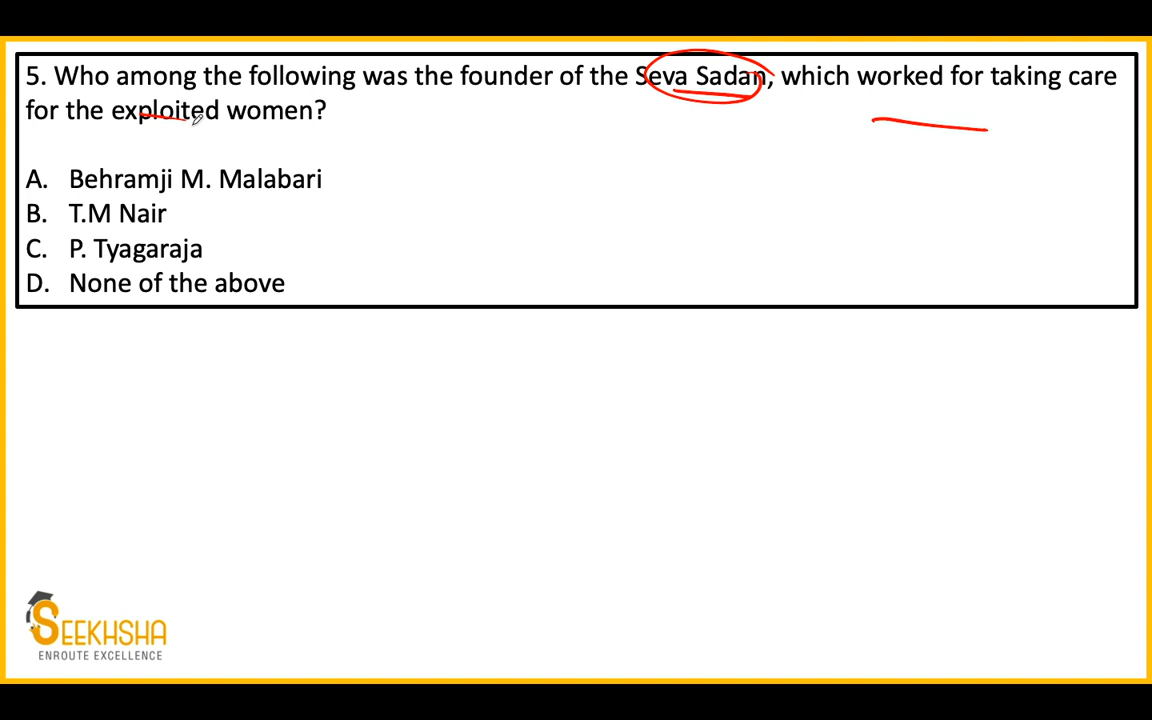 5. Who among the following was the founder of the Seva Sadan, which worked for taking care
for the exploited women?
A. Behramji M. Malabari
B. T.M Nair
C. P. Tyagaraja
D. None of the above
SEEKHSHA
ENROUTE EXCELLENCE